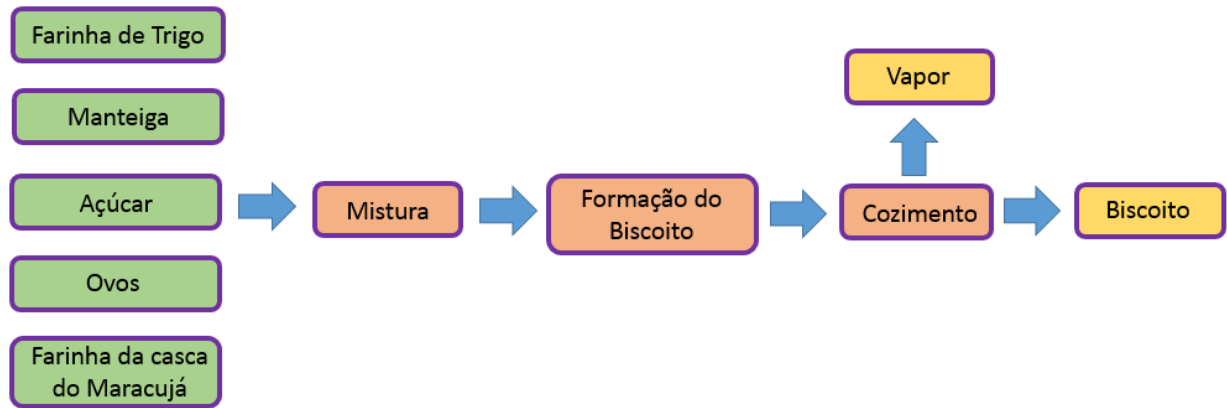 Farinha de Trigo
Manteiga
Açúcar
Ovos
Farinha da casca
do Maracujá
Mistura
Formação do
Biscoito
Vapor
Cozimento
Biscoito